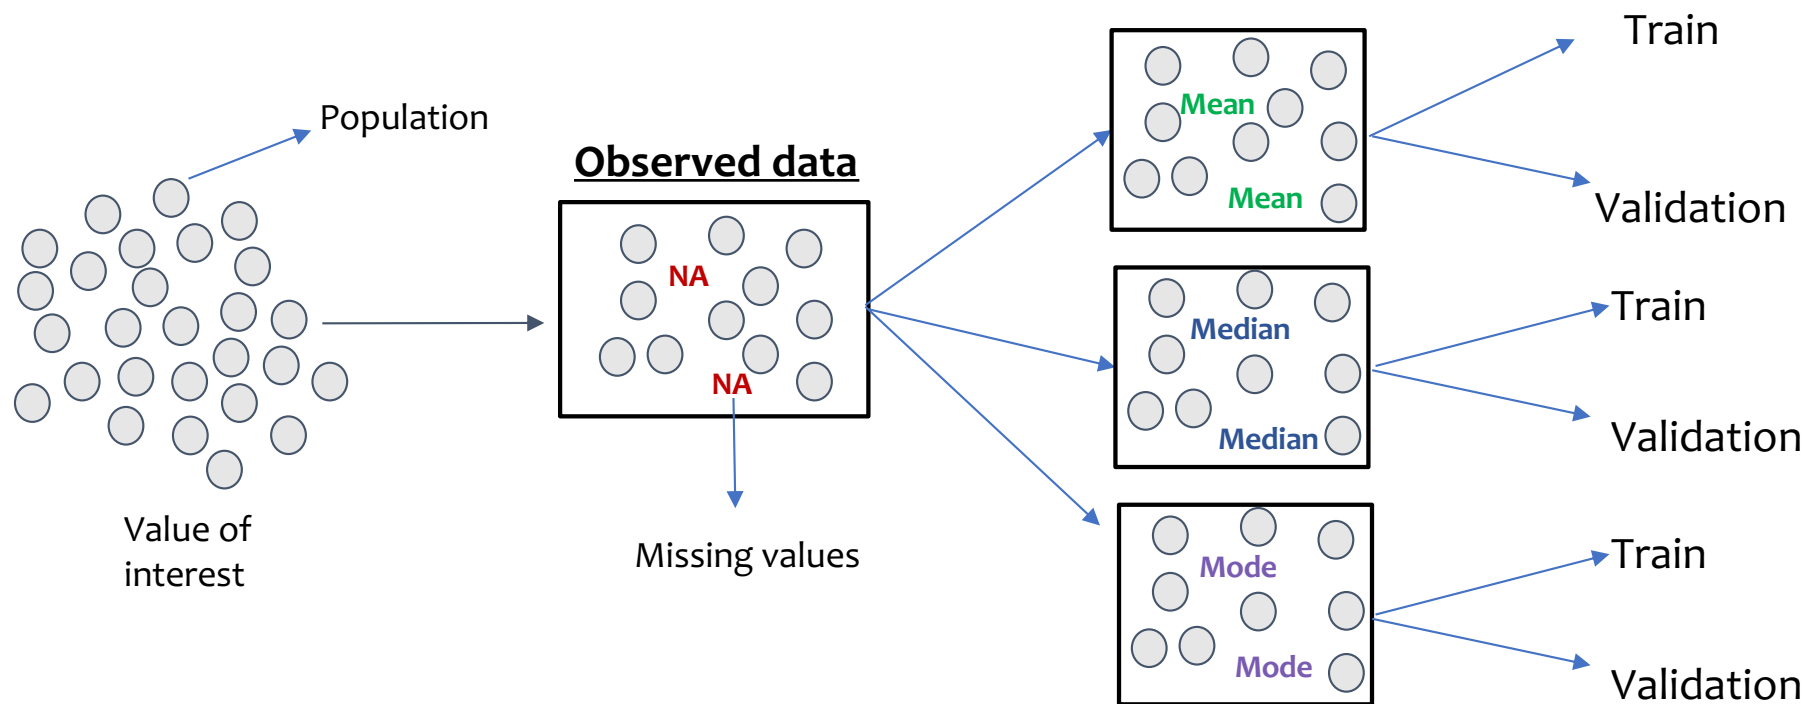 Population
Value of
interest
Observed data
NA
NA
Missing values
Mean
Mean
Train
Validation
Median
Median
Train
Validation
Mode
Mode
Train
Validation